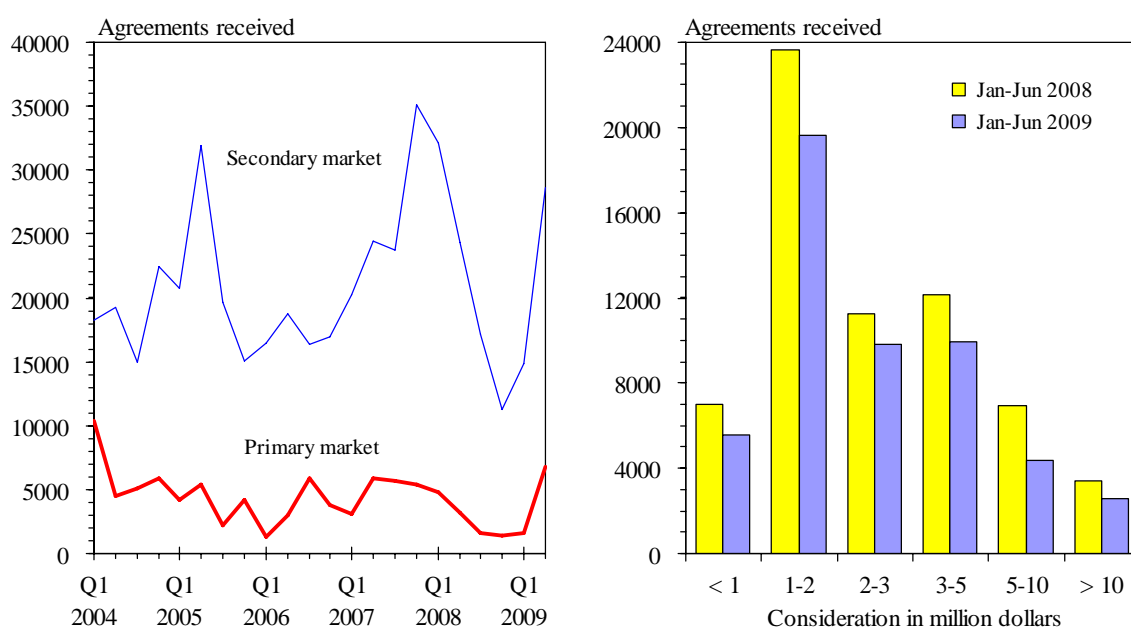 Agreements received
40000
35000
30000
25000
20000
15000
10000
5000
0
Secondary market
Primary market
Q1 Q1 Q1 Q1 Q1 Q1
2004 2005 2006 2007 2008 2009
Agreements received
24000
20000
16000
12000
8000
4000
0
Jan-Jun 2008
Jan-Jun 2009
< 1 1-2 2-3 3-5 5-10 > 10
Consideration in million dollars